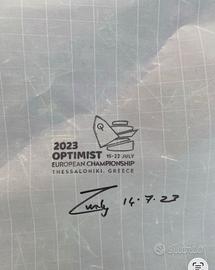 2023
OPTIMIST 15-22 JULY
EUROPEAN CHAMPIONSHIP
THESSALONIKI, GREECE
14.7.23